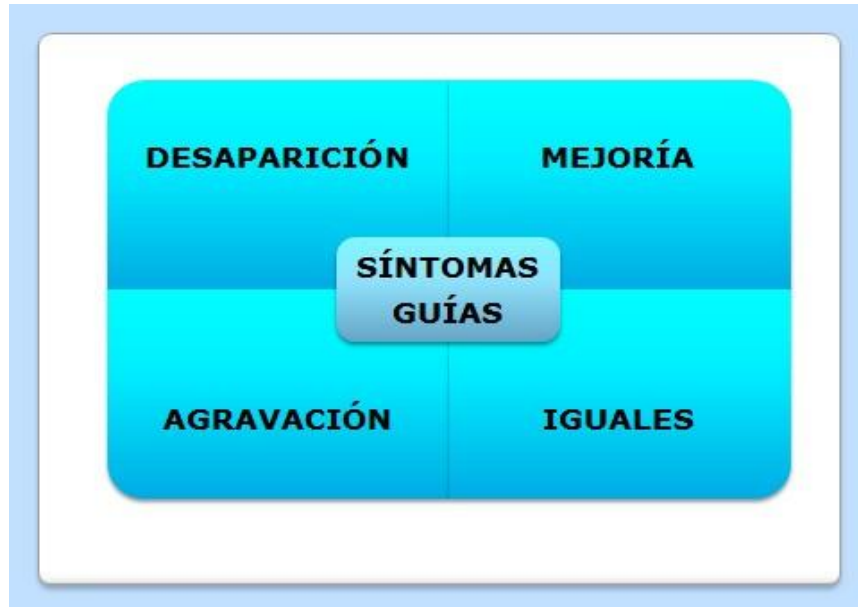 DESAPARICIÓN
MEJORÍA
SÍNTOMAS
GUÍAS
AGRAVACIÓN
IGUALES